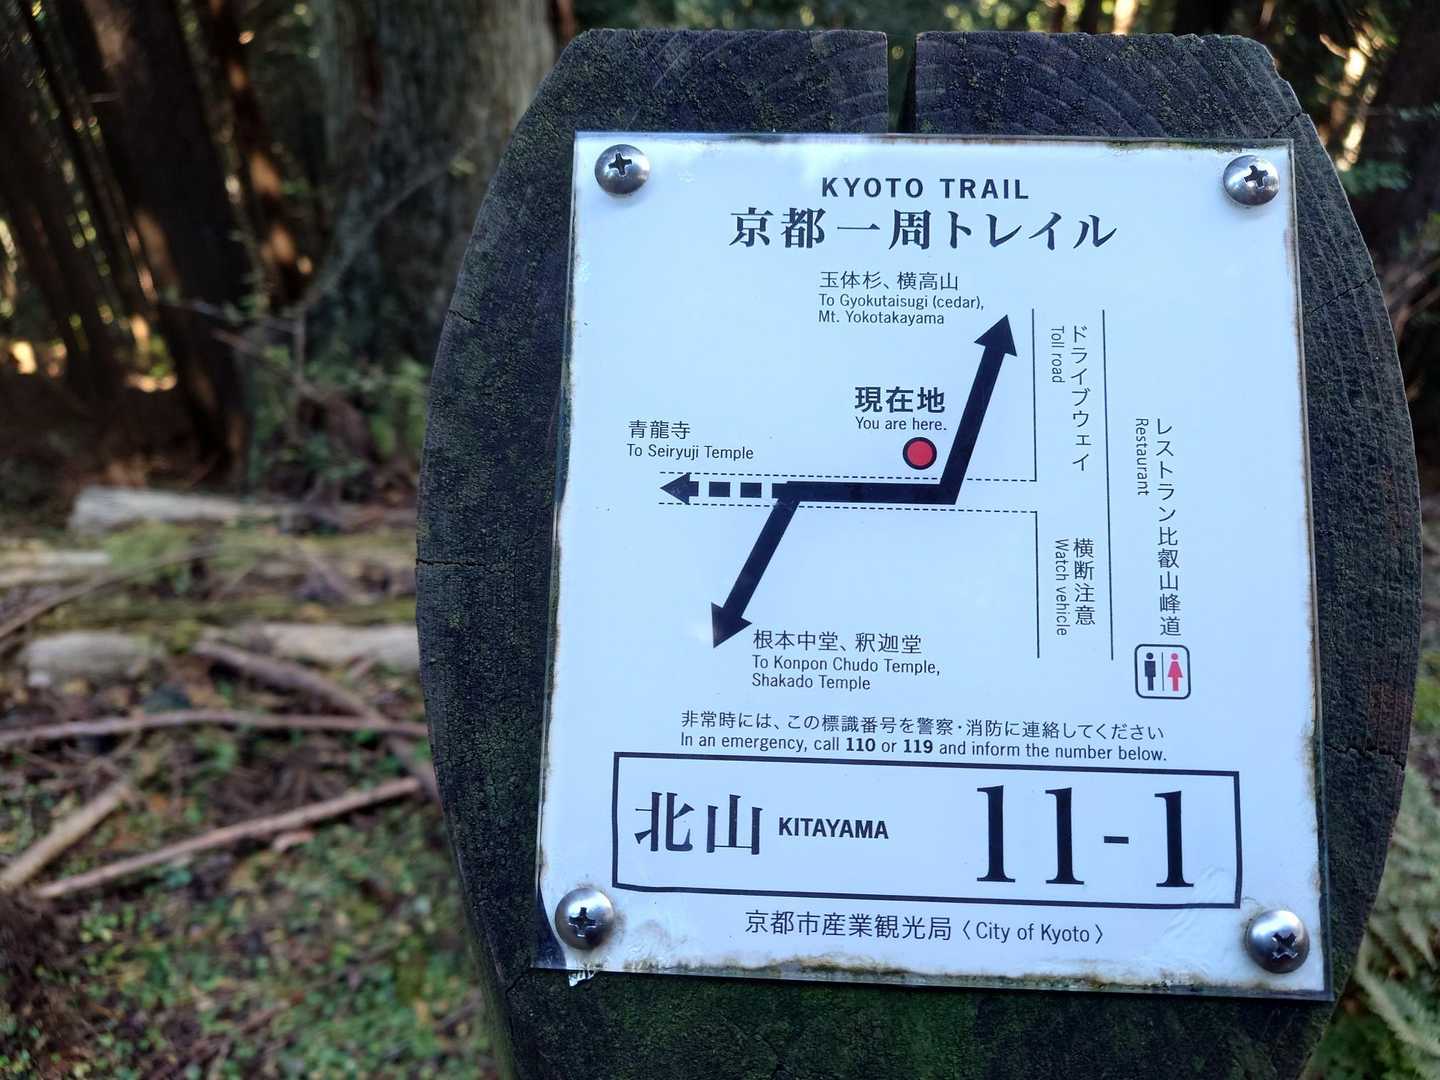 KYOTO TRAIL
京都一周トレイル
玉体杉、横高山
To Gyokutaisugi (cedar),
Mt. Yokotakayama
ドライブウェイ
Toll road
現在地
You are here.
青龍寺
To Seiryuji Temple
レストラン比叡山峰道
Restaurant
横断注意
Watch vehicle
根本中堂、釈迦堂
To Konpon Chudo Temple,
Shakado Temple
非常時には、この標識番号を警察・消防に連絡してください
In an emergency, call 110 or 119 and inform the number below.
北山 KITAYAMA 11-1
京都市産業観光局〈City of Kyoto〉